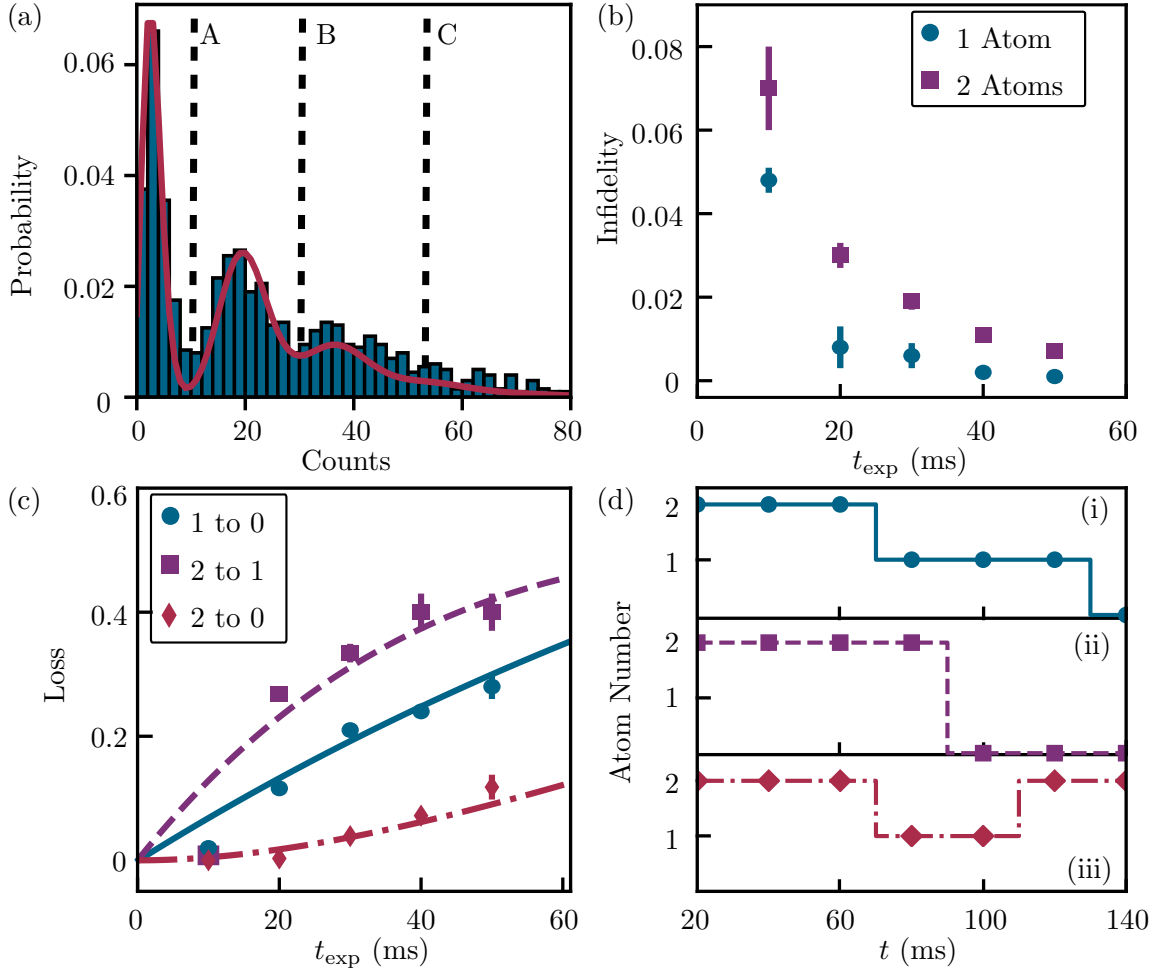 (a)
A
B
C
0.06
0.04
0.02
0
Probability
0
20
40
60
80
Counts
(b)
1 Atom
2 Atoms
0.08
0.06
0.04
0.02
0
Infidelity
0
20
40
60
t_exp (ms)
(c)
1 to 0
2 to 1
2 to 0
0.6
0.4
0.2
0
Loss
0
20
40
60
t_exp (ms)
(d)
(i)
2
1
(ii)
2
1
(iii)
2
1
Atom Number
20
60
100
140
t (ms)